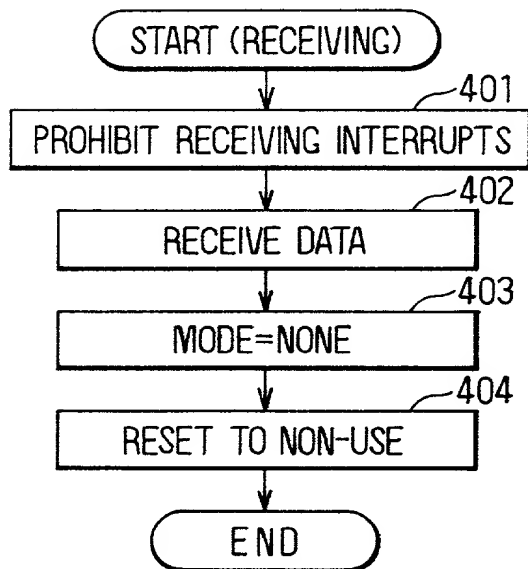 START (RECEIVING)
401
PROHIBIT RECEIVING INTERRUPTS
402
RECEIVE DATA
403
MODE=NONE
404
RESET TO NON-USE
END